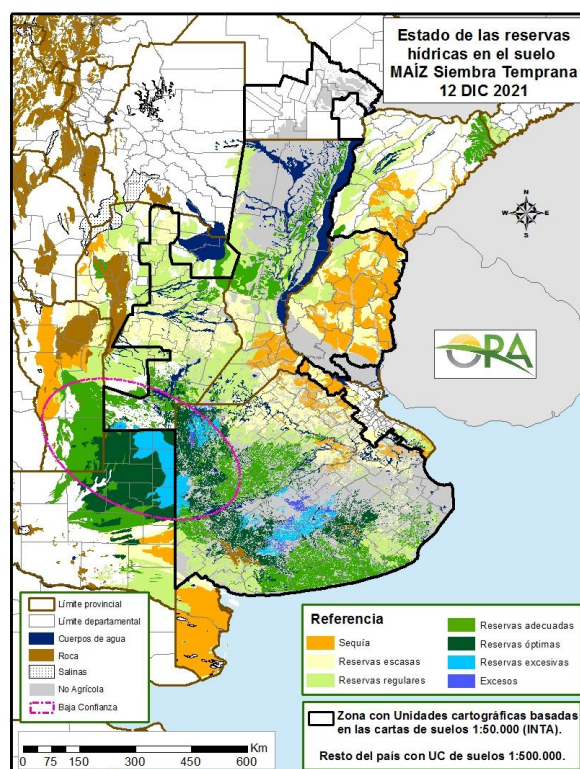 Estado de las reservas
hídricas en el suelo
MAÍZ Siembra Temprana
12 DIC 2021
N
W
E
S
ORA
Límite provincial
Límite departamental
Cuerpos de agua
Roca
Salinas
No Agrícola
Baja Confianza
Referencia
Sequía
Reservas escasas
Reservas regulares
Reservas adecuadas
Reservas óptimas
Reservas excesivas
Excesos
Zona con Unidades cartográficas basadas
en las cartas de suelos 1:50.000 (INTA).
Resto del país con UC de suelos 1:500.000.
0 75 150 300 450 600
Km